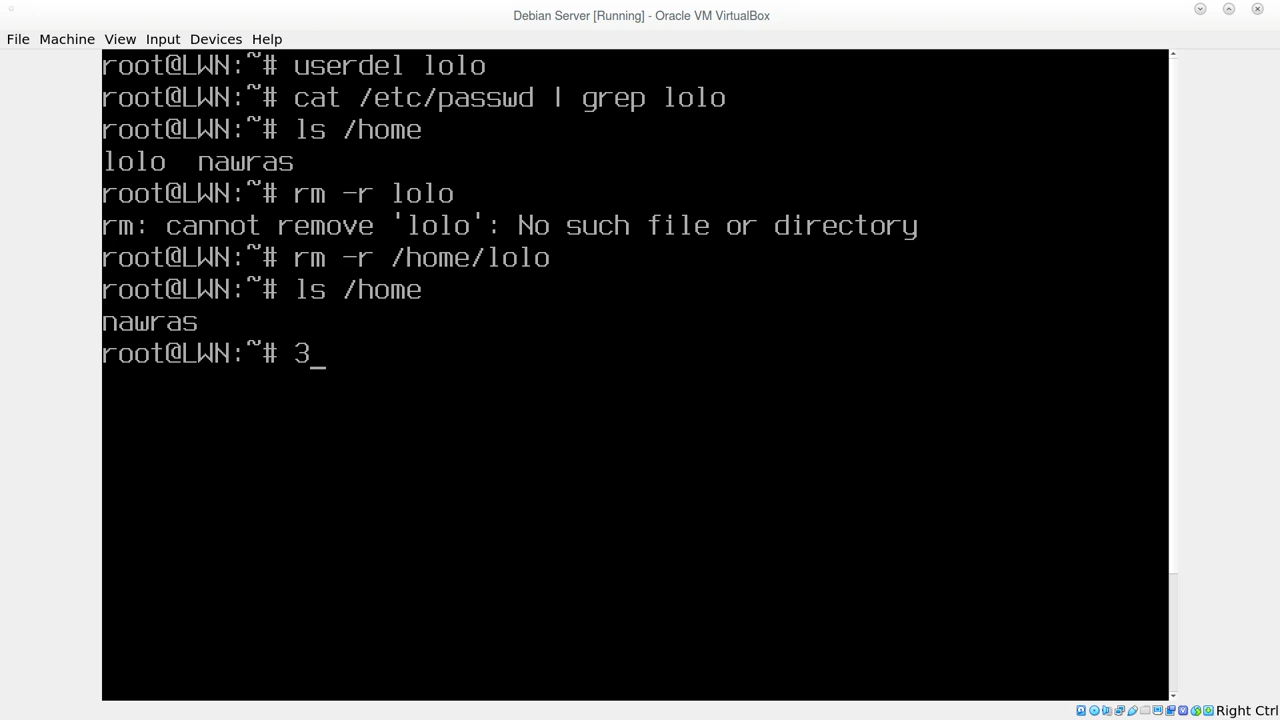 Debian Server [Running] - Oracle VM VirtualBox
File Machine View Input Devices Help
root@LWN:~# userdel lolo
root@LWN:~# cat /etc/passwd | grep lolo
root@LWN:~# ls /home
lolo  nawras
root@LWN:~# rm -r lolo
rm: cannot remove 'lolo': No such file or directory
root@LWN:~# rm -r /home/lolo
root@LWN:~# ls /home
nawras
root@LWN:~# 3_
Right Ctrl